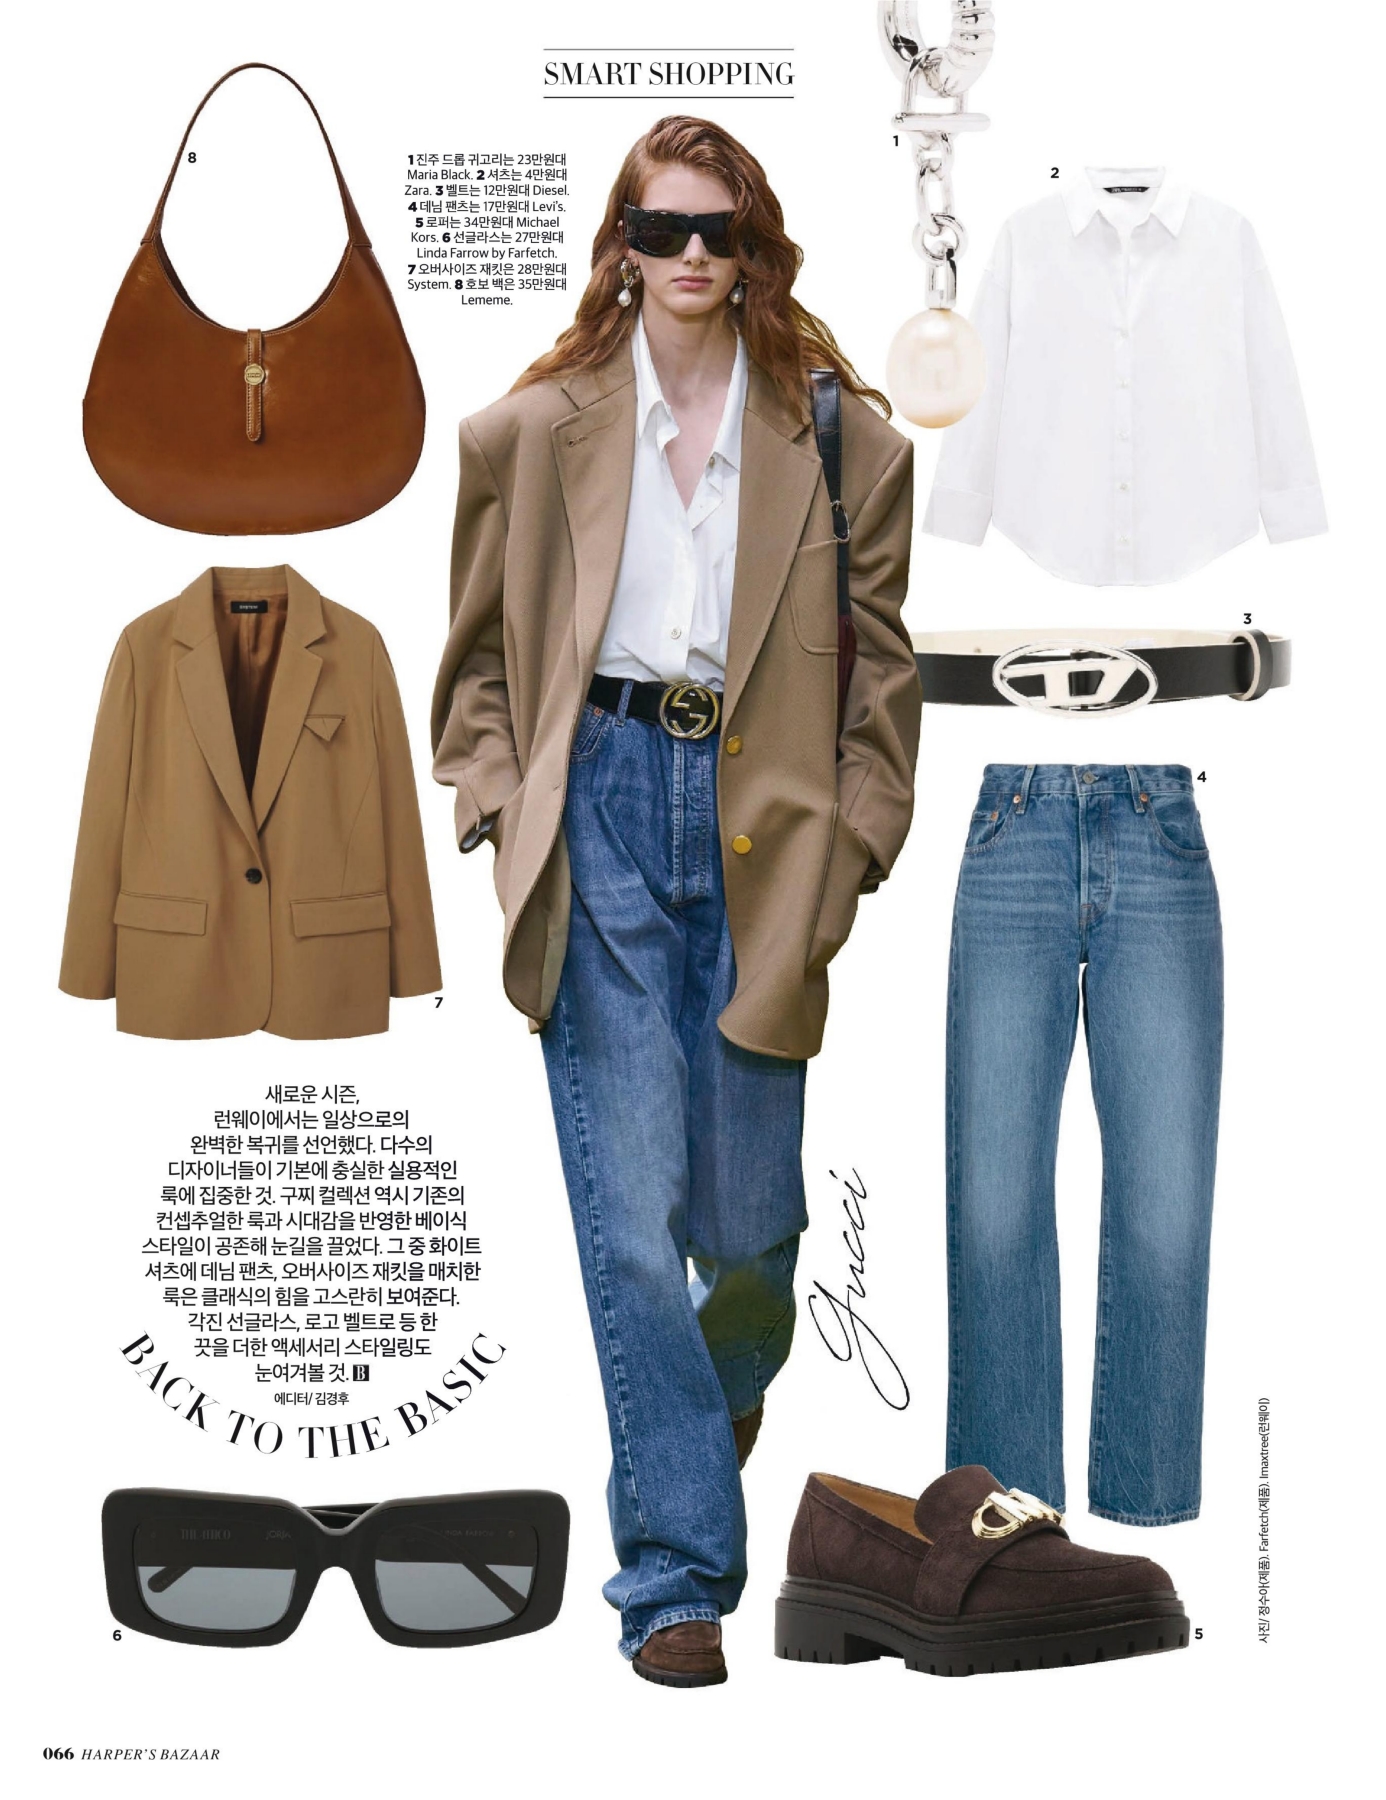 SMART SHOPPING
1 진주 드롭 귀고리는 23만원대
Maria Black. 2 셔츠는 4만원대
Zara. 3 벨트는 12만원대 Diesel.
4 데님 팬츠는 17만원대 Levi's.
5 로퍼는 34만원대 Michael
Kors. 6 선글라스는 27만원대
Linda Farrow by Farfetch.
7 오버사이즈 재킷은 28만원대
System. 8 호보 백은 35만원대
Lememe.
8
1
2
3
4
7
새로운 시즌,
런웨이에서는 일상으로의
완벽한 복귀를 선언했다. 다수의
디자이너들이 기본에 충실한 실용적인
룩에 집중한 것. 구찌 컬렉션 역시 기존의
컨셉추얼한 룩과 시대감을 반영한 베이식
스타일이 공존해 눈길을 끌었다. 그 중 화이트
셔츠에 데님 팬츠, 오버사이즈 재킷을 매치한
룩은 클래식의 힘을 고스란히 보여준다.
각진 선글라스, 로고 벨트로 등 한
끗을 더한 액세서리 스타일링도
눈여겨볼 것. B
에디터/ 김경후
BACK TO THE BASIC
Gucci
6
5
사진/ 정수아(제품). Farfetch(제품). Imaxtree(런웨이)
066 HARPER'S BAZAAR